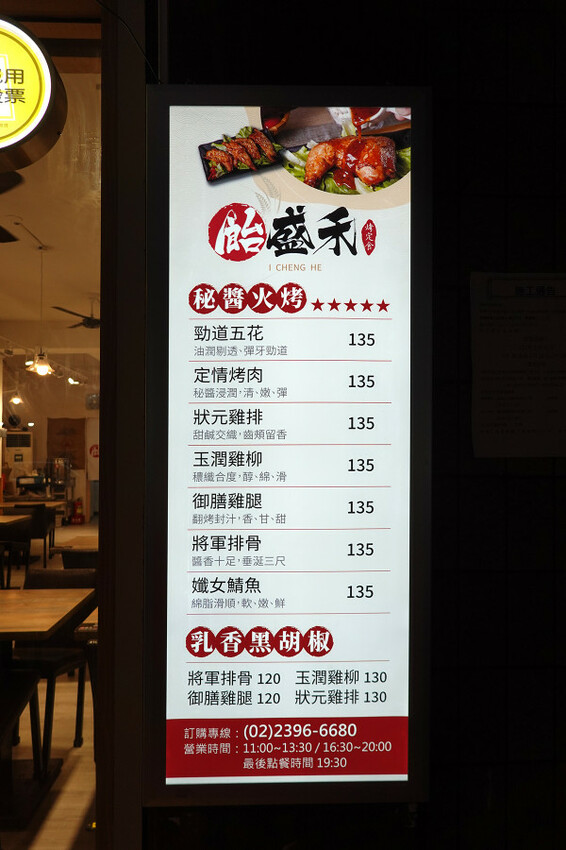 用
票
飴盛禾
烤定食
I CHENG HE
秘醬火烤★★★★★
勁道五花 135
油潤剔透、彈牙勁道
定情烤肉 135
秘醬浸潤,清、嫩、彈
狀元雞排 135
甜鹹交織,齒頰留香
玉潤雞柳 135
穠纖合度,醇、綿、滑
御膳雞腿 135
翻烤封汁,香、甘、甜
將軍排骨 135
醬香十足,垂涎三尺
孅女鯖魚 135
綿脂滑順,軟、嫩、鮮
乳香黑胡椒
將軍排骨 120 玉潤雞柳 130
御膳雞腿 120 狀元雞排 130
訂購專線:(02)2396-6680
營業時間:11:00~13:30 / 16:30~20:00
最後點餐時間 19:30